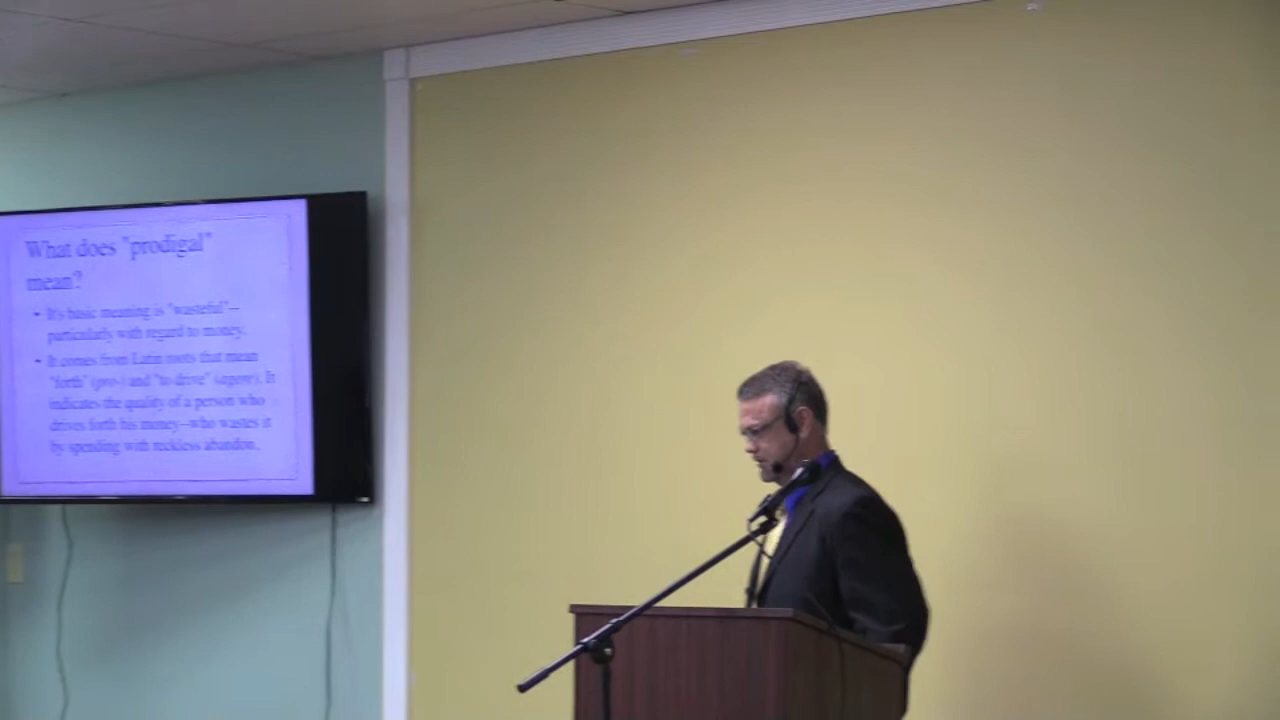 What does "prodigal"
mean?
• It's basic meaning is "wasteful"—
particularly with regard to money.
• It comes from Latin roots that mean
"forth" (pro-) and "to drive" (agere). It
indicates the quality of a person who
drives forth his money—who wastes it
by spending with reckless abandon.